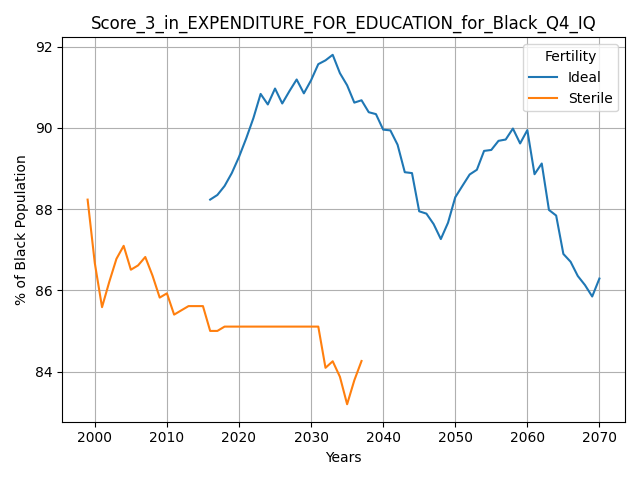 Score_3_in_EXPENDITURE_FOR_EDUCATION_for_Black_Q4_IQ
Fertility
Ideal
Sterile
% of Black Population
92
90
88
86
84
2000 2010 2020 2030 2040 2050 2060 2070
Years